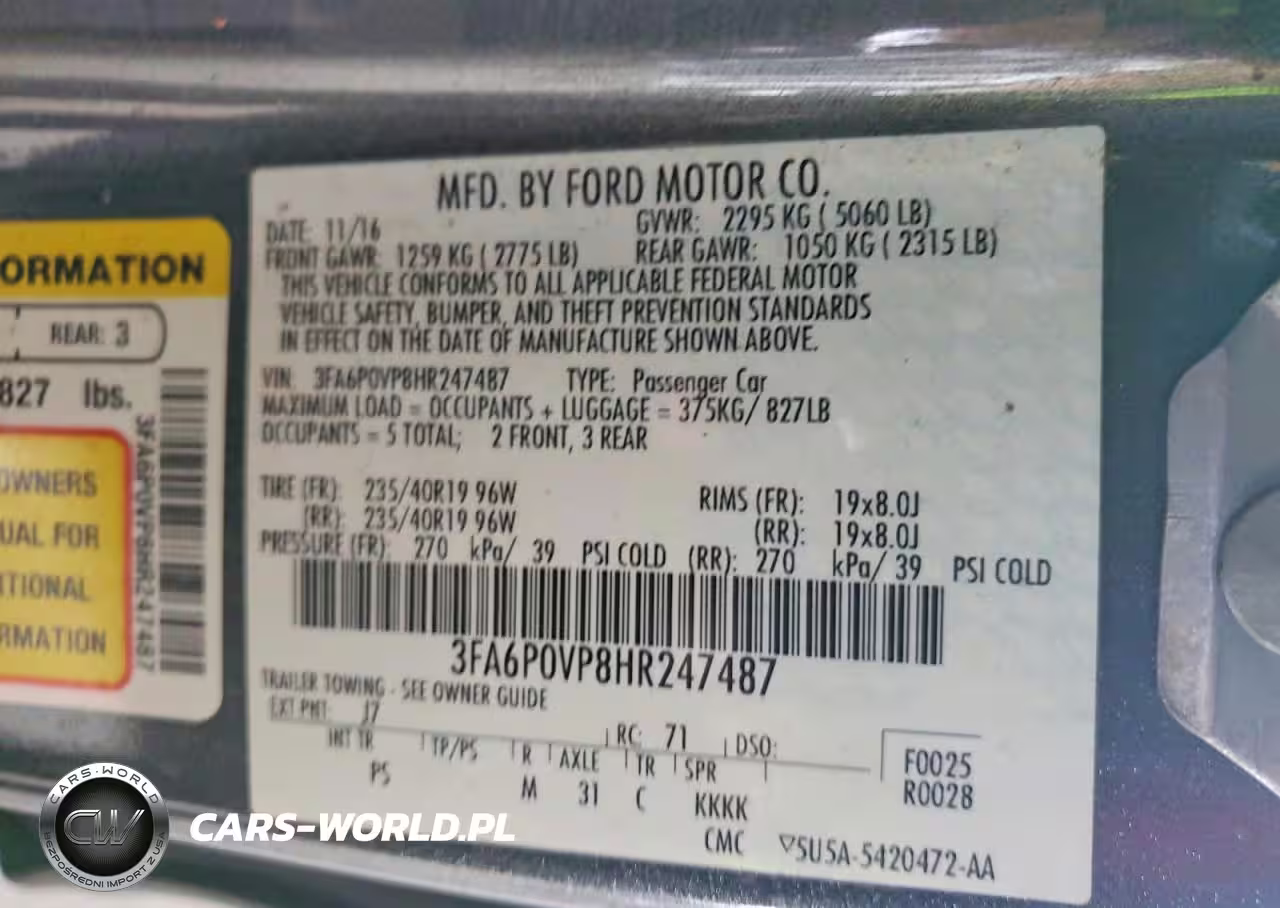 ORMATION
REAR: 3
827 lbs.
OWNERS
UAL FOR
ITIONAL
RMATION
3FA6P0VP8HR247487
MFD. BY FORD MOTOR CO.
DATE: 11/16 GVWR: 2295 KG ( 5060 LB)
FRONT GAWR: 1259 KG ( 2775 LB) REAR GAWR: 1050 KG ( 2315 LB)
THIS VEHICLE CONFORMS TO ALL APPLICABLE FEDERAL MOTOR
VEHICLE SAFETY, BUMPER, AND THEFT PREVENTION STANDARDS
IN EFFECT ON THE DATE OF MANUFACTURE SHOWN ABOVE.
VIN: 3FA6P0VP8HR247487 TYPE: Passenger Car
MAXIMUM LOAD = OCCUPANTS + LUGGAGE = 375KG/ 827LB
OCCUPANTS = 5 TOTAL; 2 FRONT, 3 REAR
TIRE (FR): 235/40R19 96W RIMS (FR): 19x8.0J
(RR): 235/40R19 96W (RR): 19x8.0J
PRESSURE (FR): 270 kPa/ 39 PSI COLD (RR): 270 kPa/ 39 PSI COLD
3FA6P0VP8HR247487
TRAILER TOWING - SEE OWNER GUIDE
EXT PNT: J7 RC: 71 DSO:
INT TR TP/PS R AXLE TR SPR
PS M 31 C KKKK
F0025
R0028
CMC ▽5U5A-5420472-AA
CARS-WORLD
CW
BEZPOŚREDNI IMPORT Z USA
CARS-WORLD.PL